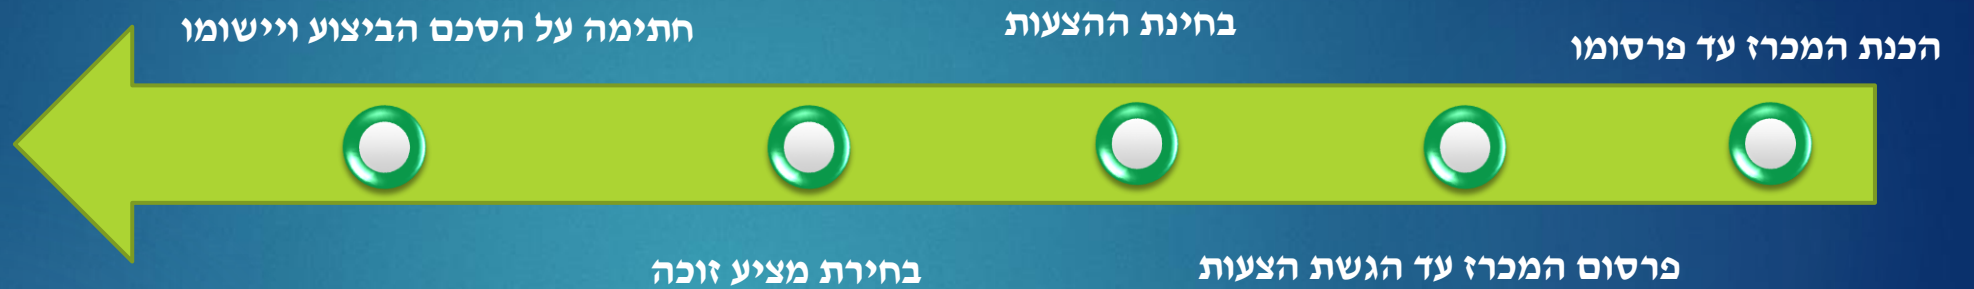 הכנת המכרז עד פרסומו
פרסום המכרז עד הגשת הצעות
בחינת ההצעות
בחירת מציע זוכה
חתימה על הסכם הביצוע ויישומו